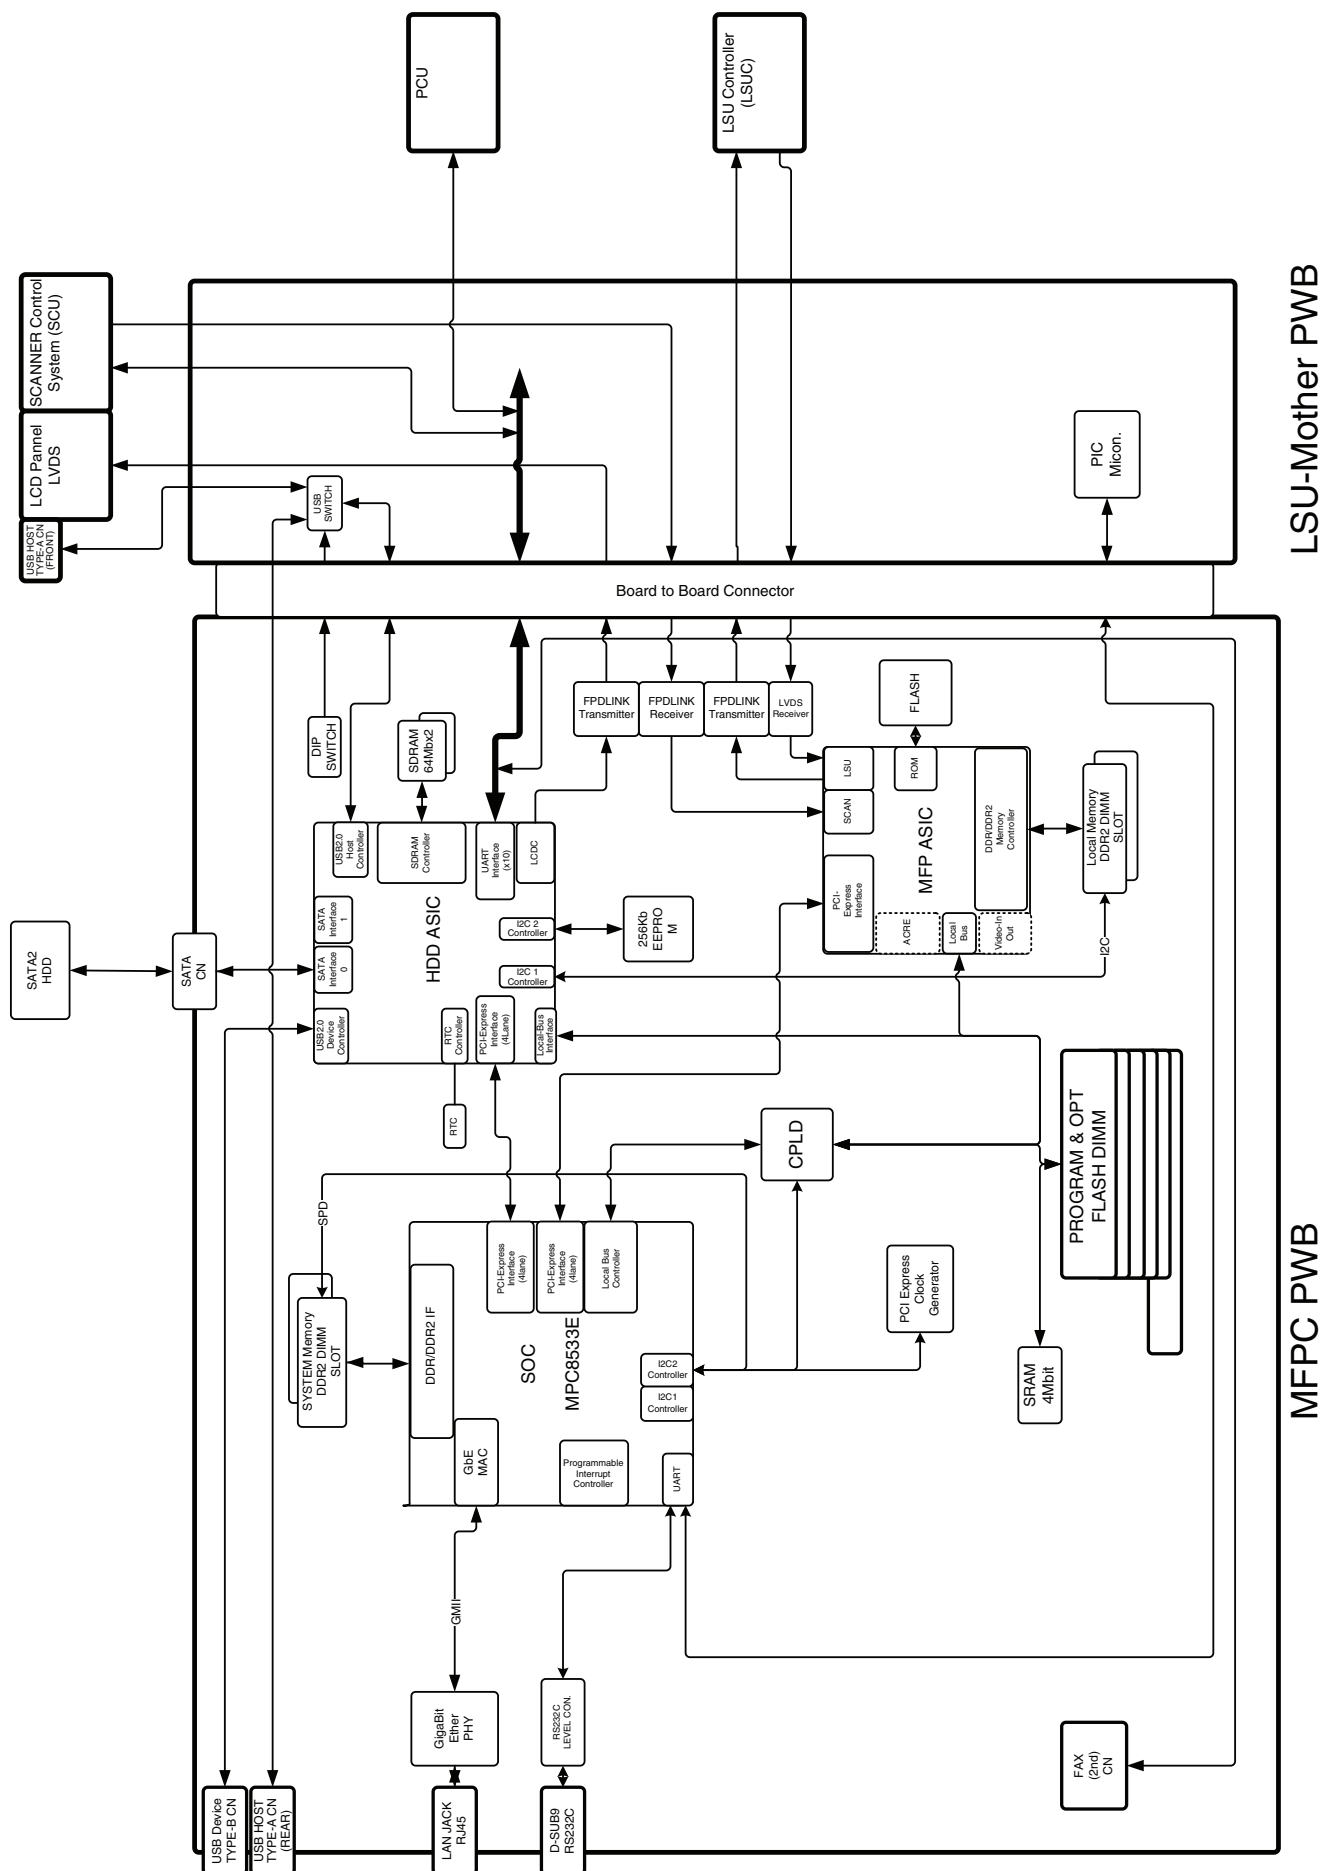 PCU
LSU Controller
(LSUC)
SCANNER Control
System (SCU)
LCD Pannel
LVDS
USB HOST
TYPE-A CN
(FRONT)
USB
SWITCH
PIC
Micon.
LSU-Mother PWB
Board to Board Connector
DIP
SWITCH
SDRAM
64Mbx2
FPDLINK
Transmitter
FPDLINK
Receiver
FPDLINK
Transmitter
LVDS
Receiver
FLASH
USB2.0
Host
Controller
SDRAM
Controller
UART
Interface
(x10)
LCDC
SATA
Interface
1
SATA
Interface
0
HDD ASIC
I2C 2
Controller
I2C 1
Controller
256Kb
EEPRO
M
USB2.0
Device
Controller
RTC
Controller
PCI-Express
Interface
(4Lane)
Local-Bus
Interface
RTC
SATA2
HDD
SATA
CN
LSU
SCAN
ROM
MFP ASIC
DDR/DDR2
Memory
Controller
PCI-
Express
Interface
ACRE
Local
Bus
Video-In
Out
Local Memory
DDR2 DIMM
SLOT
I2C
CPLD
PROGRAM & OPT
FLASH DIMM
SPD
SYSTEM Memory
DDR2 DIMM
SLOT
PCI-Express
Interface
(4lane)
PCI-Express
Interface
(4lane)
Local Bus
Controller
DDR/DDR2 IF
SOC
MPC8533E
I2C2
Controller
I2C1
Controller
GbE
MAC
Programmable
Interrupt
Controller
UART
PCI Express
Clock
Generator
SRAM
4Mbit
MFPC PWB
GMII
GigaBit
Ether
PHY
RS232C
LEVEL CON.
FAX
(2nd)
CN
USB Device
TYPE-B CN
USB HOST
TYPE-A CN
(REAR)
LAN JACK
RJ45
D-SUB9
RS232C